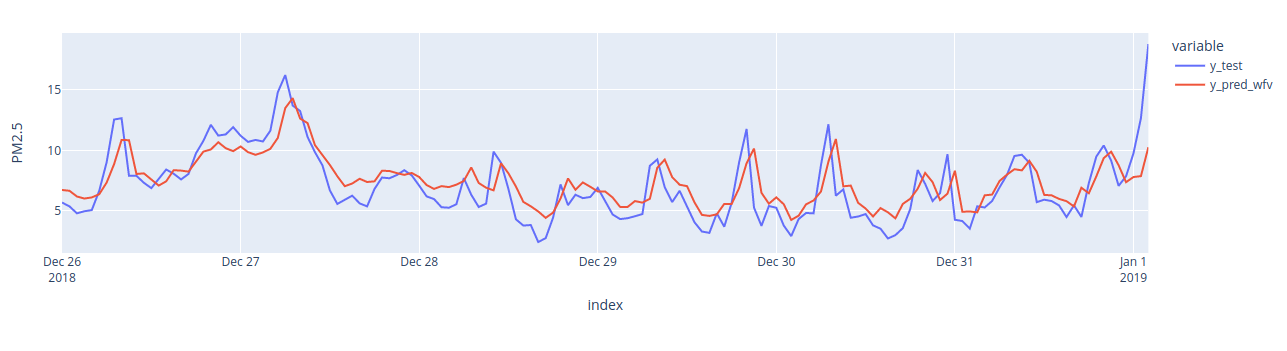 variable
y_test
y_pred_wfv
PM2.5
15
10
5
Dec 26
2018
Dec 27
Dec 28
Dec 29
Dec 30
Dec 31
Jan 1
2019
index